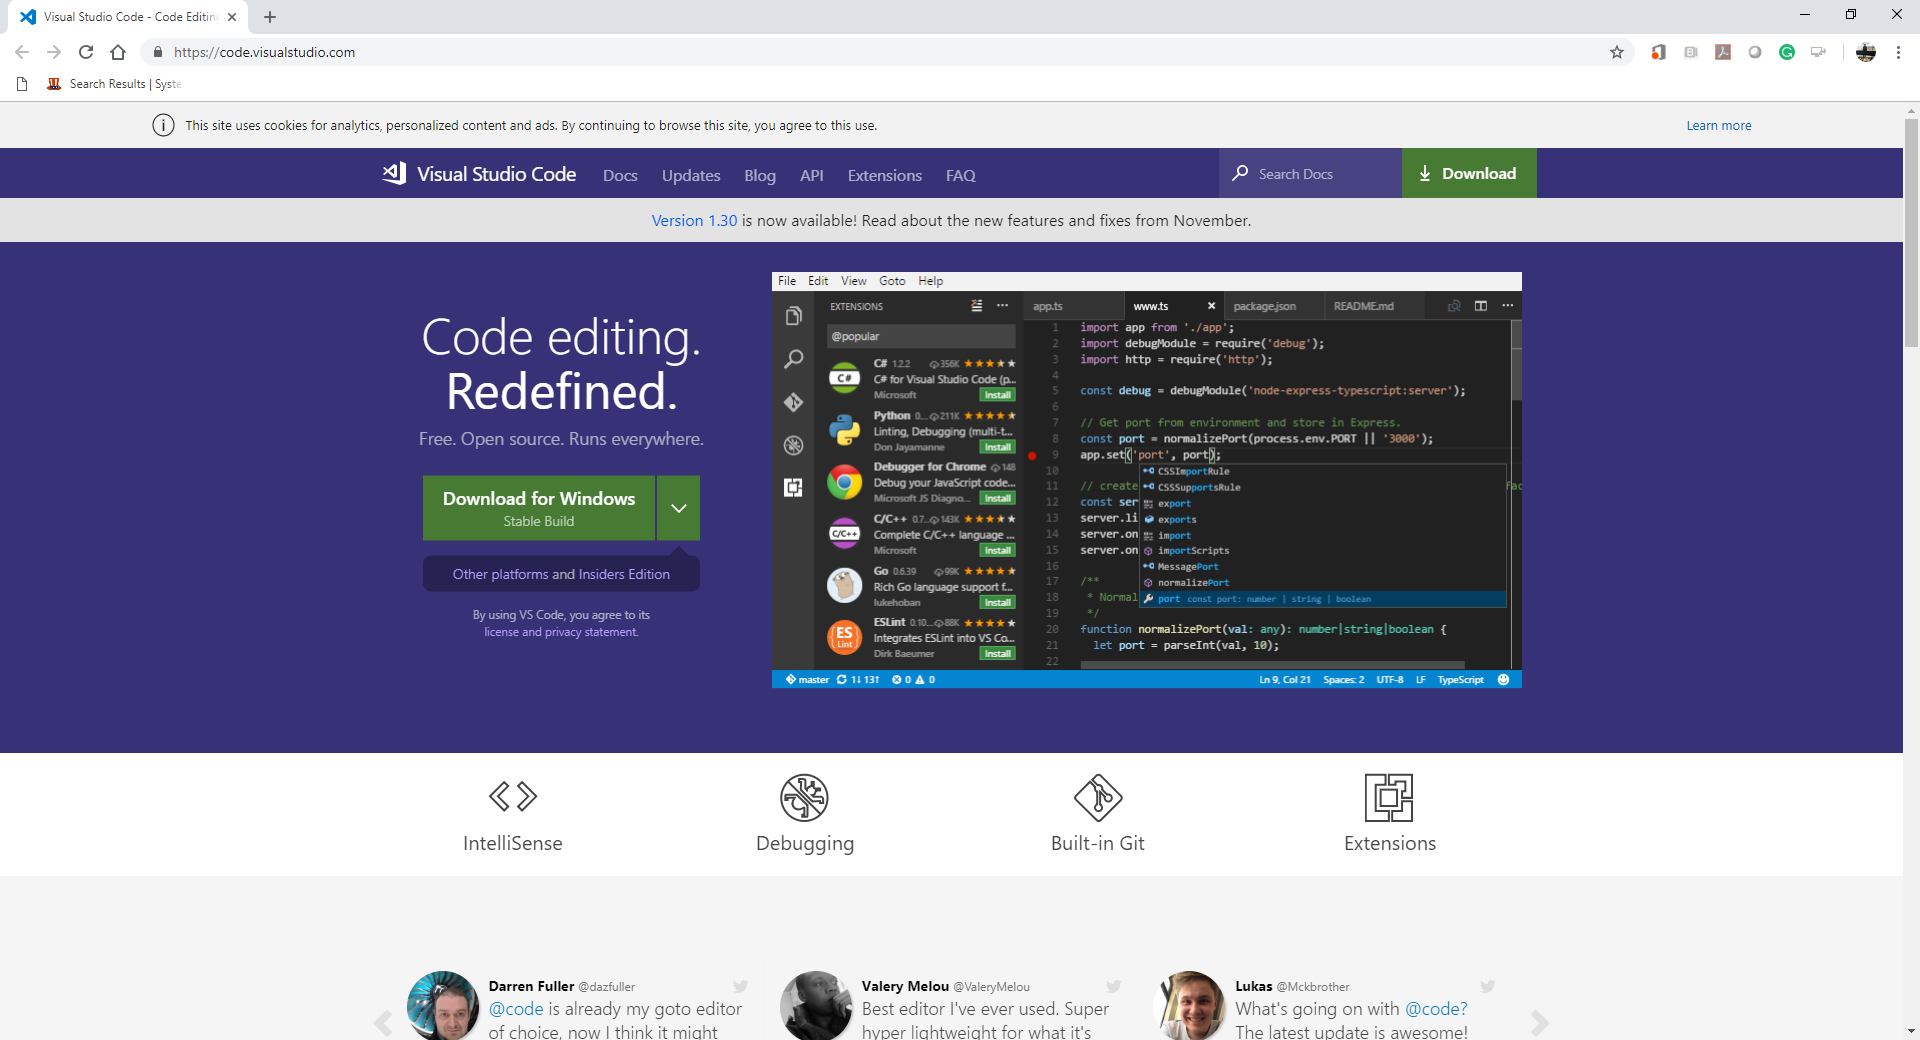 Visual Studio Code - Code Editin
https://code.visualstudio.com
Search Results | Syste
This site uses cookies for analytics, personalized content and ads. By continuing to browse this site, you agree to this use.
Learn more
Visual Studio Code Docs Updates Blog API Extensions FAQ Search Docs Download
Version 1.30 is now available! Read about the new features and fixes from November.
Code editing.
Redefined.
Free. Open source. Runs everywhere.
Download for Windows
Stable Build
Other platforms and Insiders Edition
By using VS Code, you agree to its
license and privacy statement.
File Edit View Goto Help
EXTENSIONS
@popular
C# 1.2.2 356K
C# for Visual Studio Code (p...
Microsoft Install
Python 0... 211K
Linting, Debugging (multi-t...
Don Jayamanne Install
Debugger for Chrome 148
Debug your JavaScript code...
Microsoft JS Diagno... Install
C/C++ 0.7... 143K
Complete C/C++ language ...
Microsoft Install
Go 0.6.39 99K
Rich Go language support f...
lukehoban Install
ESLint 0.10... 88K
Integrates ESLint into VS Co...
Dirk Baeumer Install
C#
C/C++
ES
Lint
app.ts www.ts package.json README.md
1 import app from './app';
2 import debugModule = require('debug');
3 import http = require('http');
4
5 const debug = debugModule('node-express-typescript:server');
6
7 // Get port from environment and store in Express.
8 const port = normalizePort(process.env.PORT || '3000');
9 app.set('port', port);
10
11 // create
12 const ser
13 server.li
14 server.on
15 server.on
16
17 /**
18 * Normal
19 */
20 function normalizePort(val: any): number|string|boolean {
21 let port = parseInt(val, 10);
22
CSSImportRule
CSSSupportsRule
export
exports
import
importScripts
MessagePort
normalizePort
port const port: number | string | boolean
master 1↓ 13↑ 0 0
Ln 9, Col 21 Spaces: 2 UTF-8 LF TypeScript
IntelliSense
Debugging
Built-in Git
Extensions
Darren Fuller @dazfuller
@code is already my goto editor
of choice, now I think it might
Valery Melou @ValeryMelou
Best editor I've ever used. Super
hyper lightweight for what it's
Lukas @Mckbrother
What's going on with @code?
The latest update is awesome!